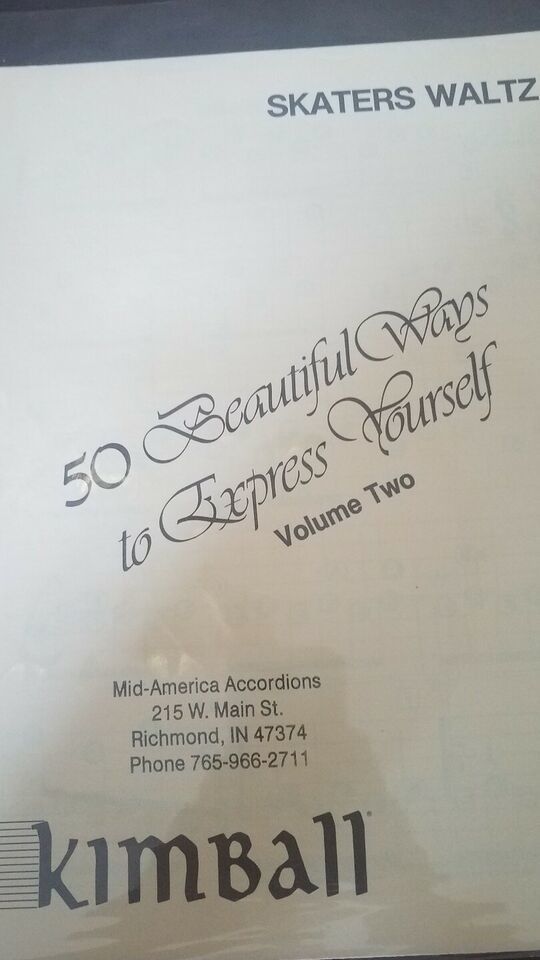 SKATERS WALTZ
50 Beautiful Ways
to Express Yourself
Volume Two
Mid-America Accordions
215 W. Main St.
Richmond, IN 47374
Phone 765-966-2711
KIMBall®